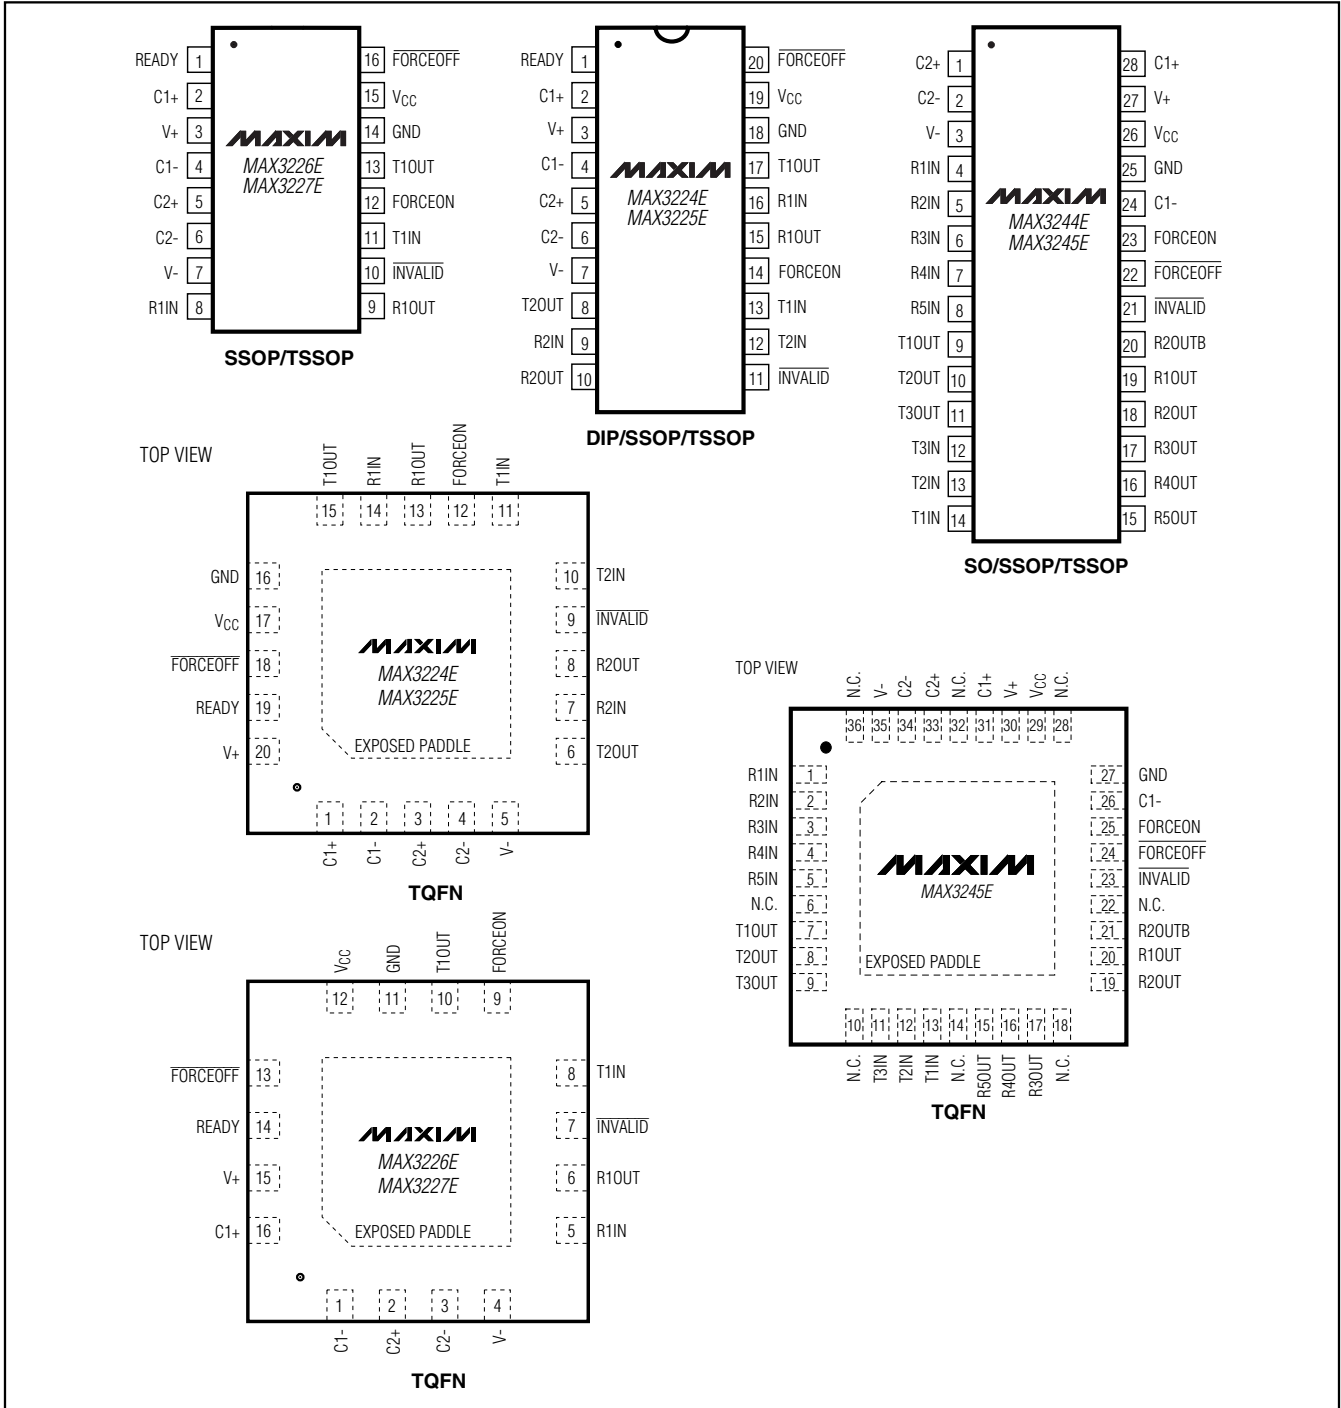 READY 1 16 FORCEOFF
C1+ 2 15 VCC
V+ 3 14 GND
C1- 4 13 T1OUT
C2+ 5 12 FORCEON
C2- 6 11 T1IN
V- 7 10 INVALID
R1IN 8 9 R1OUT
MAXIM
MAX3226E
MAX3227E
SSOP/TSSOP
READY 1 20 FORCEOFF
C1+ 2 19 VCC
V+ 3 18 GND
C1- 4 17 T1OUT
C2+ 5 16 R1IN
C2- 6 15 R1OUT
V- 7 14 FORCEON
T2OUT 8 13 T1IN
R2IN 9 12 T2IN
R2OUT 10 11 INVALID
MAXIM
MAX3224E
MAX3225E
DIP/SSOP/TSSOP
C2+ 1 28 C1+
C2- 2 27 V+
V- 3 26 VCC
R1IN 4 25 GND
R2IN 5 24 C1-
R3IN 6 23 FORCEON
R4IN 7 22 FORCEOFF
R5IN 8 21 INVALID
T1OUT 9 20 R2OUTB
T2OUT 10 19 R1OUT
T3OUT 11 18 R2OUT
T3IN 12 17 R3OUT
T2IN 13 16 R4OUT
T1IN 14 15 R5OUT
MAXIM
MAX3244E
MAX3245E
SO/SSOP/TSSOP
TOP VIEW
T1OUT R1IN R1OUT FORCEON T1IN
15 14 13 12 11
GND 16 10 T2IN
VCC 17 9 INVALID
FORCEOFF 18 8 R2OUT
READY 19 7 R2IN
V+ 20 6 T2OUT
MAXIM
MAX3224E
MAX3225E
EXPOSED PADDLE
1 2 3 4 5
C1+ C1- C2+ C2- V-
TQFN
TOP VIEW
N.C. V- C2- C2+ N.C. C1+ V+ VCC N.C.
36 35 34 33 32 31 30 29 28
R1IN 1 27 GND
R2IN 2 26 C1-
R3IN 3 25 FORCEON
R4IN 4 24 FORCEOFF
R5IN 5 23 INVALID
N.C. 6 22 N.C.
T1OUT 7 21 R2OUTB
T2OUT 8 20 R1OUT
T3OUT 9 19 R2OUT
MAXIM
MAX3245E
EXPOSED PADDLE
10 11 12 13 14 15 16 17 18
N.C. T3IN T2IN T1IN N.C. R5OUT R4OUT R3OUT N.C.
TQFN
TOP VIEW
VCC GND T1OUT FORCEON
12 11 10 9
FORCEOFF 13 8 T1IN
READY 14 7 INVALID
V+ 15 6 R1OUT
C1+ 16 5 R1IN
MAXIM
MAX3226E
MAX3227E
EXPOSED PADDLE
1 2 3 4
C1- C2+ C2- V-
TQFN